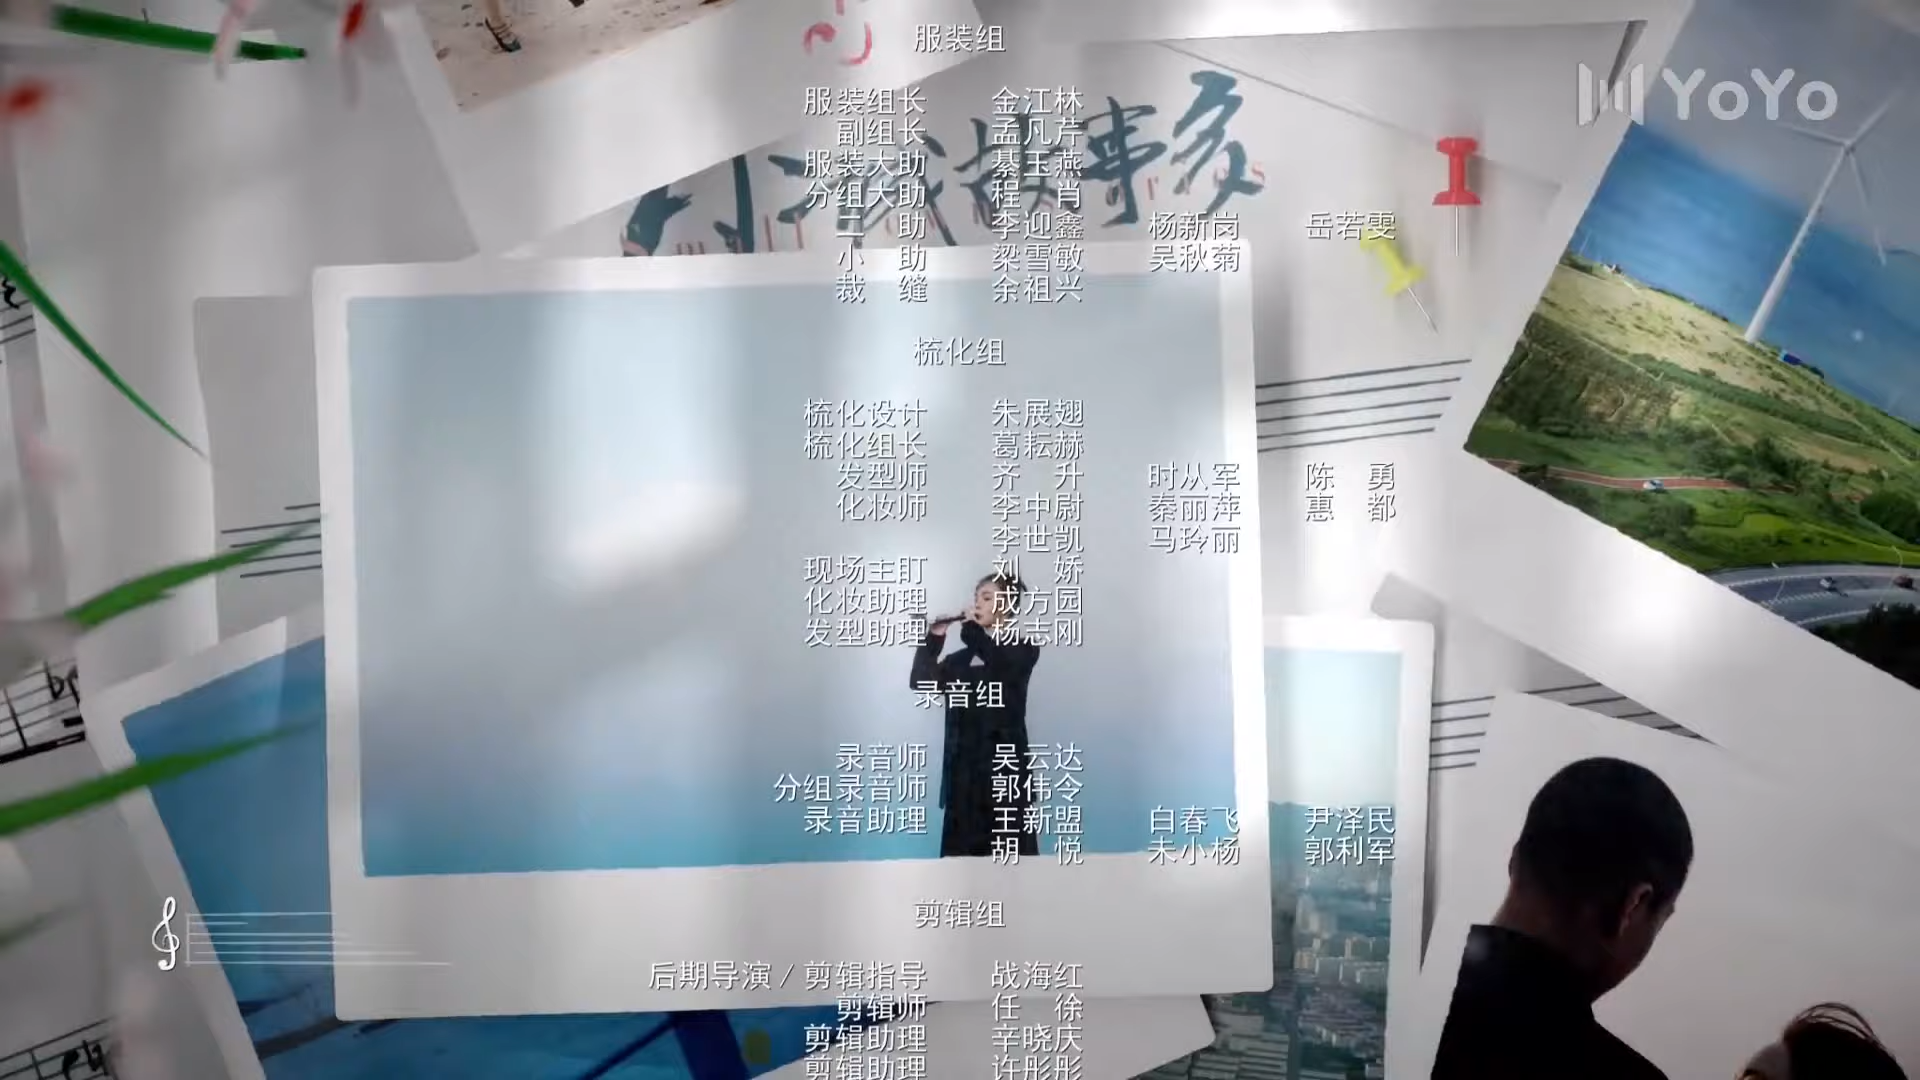 服装组
YoYo
服装组长 金江林
副组长 孟凡芹
服装大助 綦玉燕
分组大助 程 肖
小城故事多
二 助 李迎鑫 杨新岗 岳若雯
小 助 梁雪敏 吴秋菊
裁 缝 余祖兴
梳化组
梳化设计 朱展翅
梳化组长 葛耘赫
发型师 齐 升 时从军 陈 勇
化妆师 李中尉 秦丽萍 惠 都
李世凯 马玲丽
现场主盯 刘 娇
化妆助理 成方园
发型助理 杨志刚
录音组
录音师 吴云达
分组录音师 郭伟令
录音助理 王新盟 白春飞 尹泽民
胡 悦 未小杨 郭利军
剪辑组
后期导演 / 剪辑指导 战海红
剪辑师 任 徐
剪辑助理 辛晓庆
剪辑助理 许彤彤